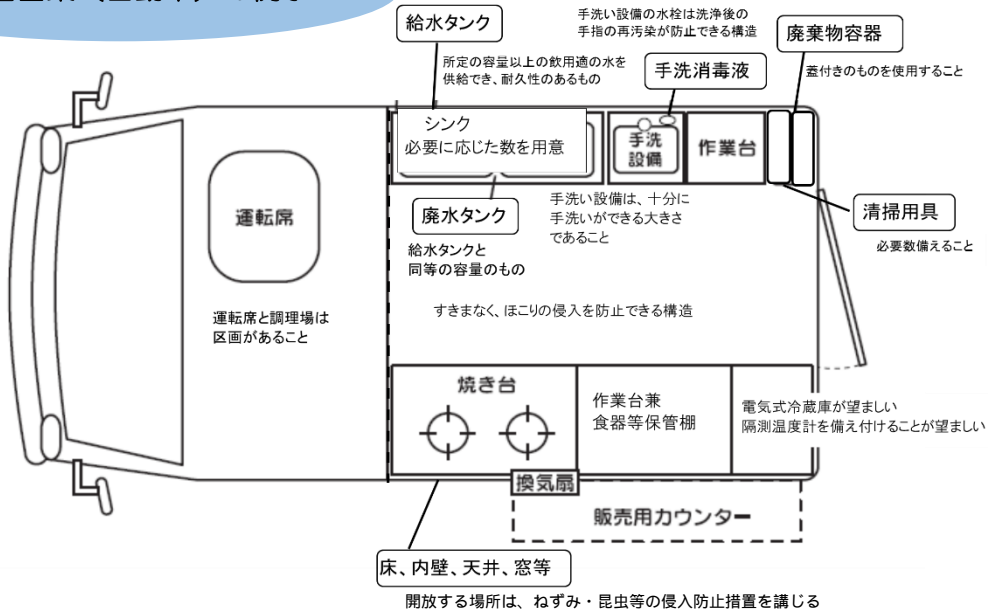 給水タンク
所定の容量以上の飲用適の水を
供給でき、耐久性のあるもの
手洗い設備の水栓は洗浄後の
手指の再汚染が防止できる構造
手洗消毒液
廃棄物容器
蓋付きのものを使用すること
シンク
必要に応じた数を用意
手洗
設備
作業台
清掃用具
必要数備えること
廃水タンク
給水タンクと
同等の容量のもの
手洗い設備は、十分に
手洗いができる大きさ
であること
運転席
運転席と調理場は
区画があること
すきまなく、ほこりの侵入を防止できる構造
焼き台
作業台兼
食器等保管棚
電気式冷蔵庫が望ましい
隔測温度計を備え付けることが望ましい
換気扇
販売用カウンター
床、内壁、天井、窓等
開放する場所は、ねずみ・昆虫等の侵入防止措置を講じる